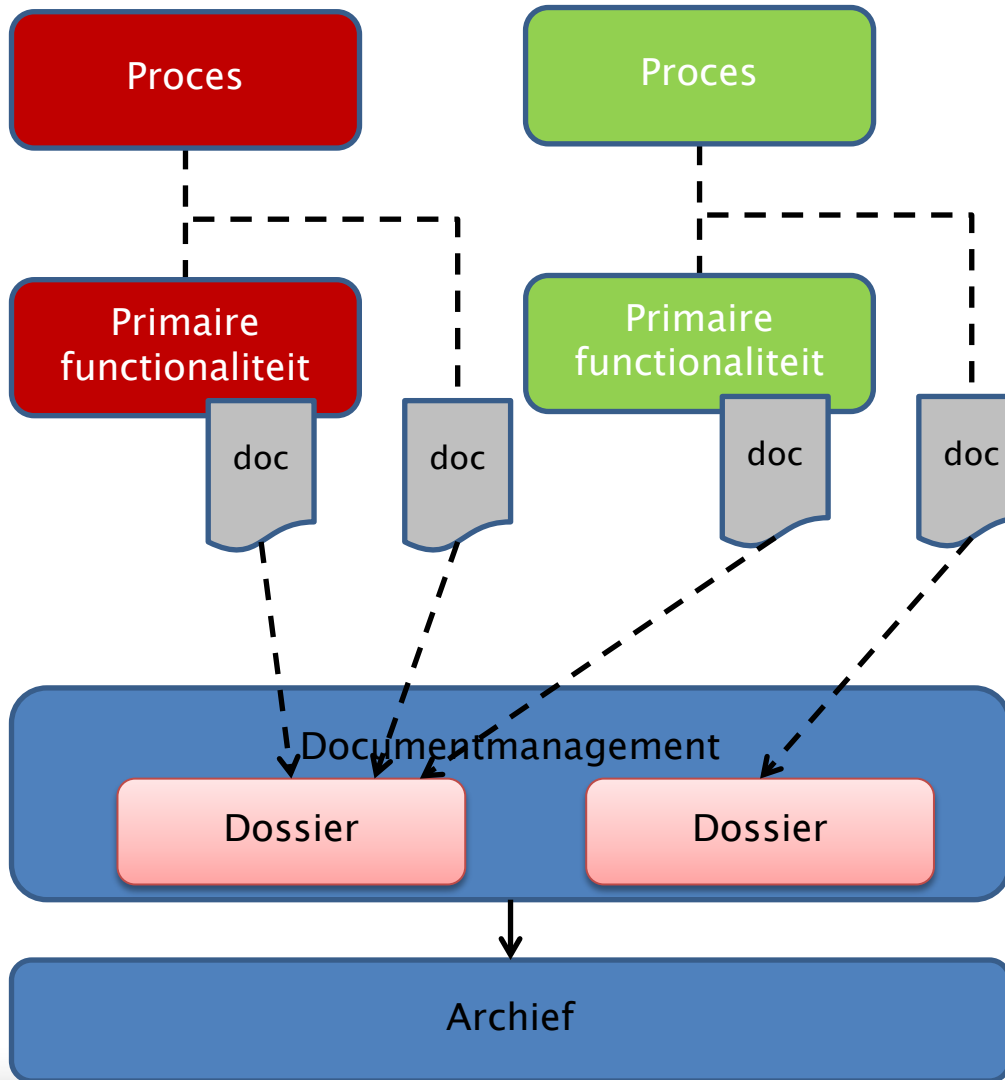 Proces
Proces
Primaire
functionaliteit
Primaire
functionaliteit
doc
doc
doc
doc
Documentmanagement
Dossier
Dossier
Archief